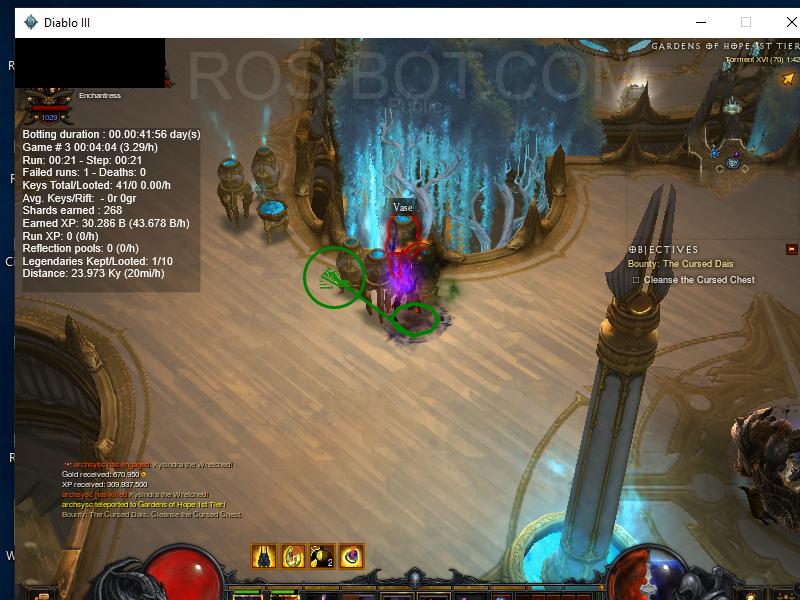 Diablo III
ROS-BOT.COM
Public
GARDENS OF HOPE 1ST TIER
Torment XVI (70) 1:42
Enchantress
1029
Botting duration : 00.00:41:56 day(s)
Game # 3 00:04:04 (3.29/h)
Run: 00:21 - Step: 00:21
Failed runs: 1 - Deaths: 0
Keys Total/Looted: 41/0 0.00/h
Avg. Keys/Rift:  - 0r 0gr
Shards earned : 268
Earned XP: 30.286 B (43.678 B/h)
Run XP: 0 (0/h)
Reflection pools: 0 (0/h)
Legendaries Kept/Looted: 1/10
Distance: 23.973 Ky (20mi/h)
Vase
OBJECTIVES
Bounty: The Cursed Dais
Cleanse the Cursed Chest
archsysc has engaged Kysindra the Wretched!
Gold received: 670,950
XP received: 309,937,500
archsysc has killed Kysindra the Wretched!
archsysc teleported to Gardens of Hope 1st Tier!
Bounty: The Cursed Dais, Cleanse the Cursed Chest.
2